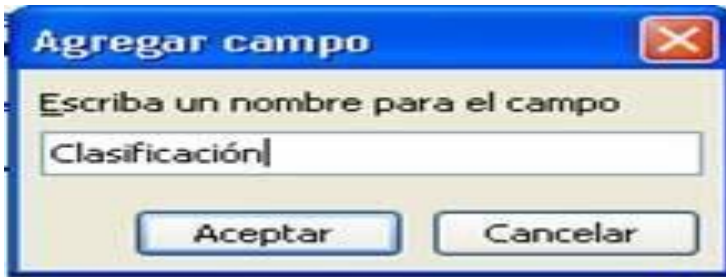 Agregar campo
Escriba un nombre para el campo
Clasificación
Aceptar
Cancelar